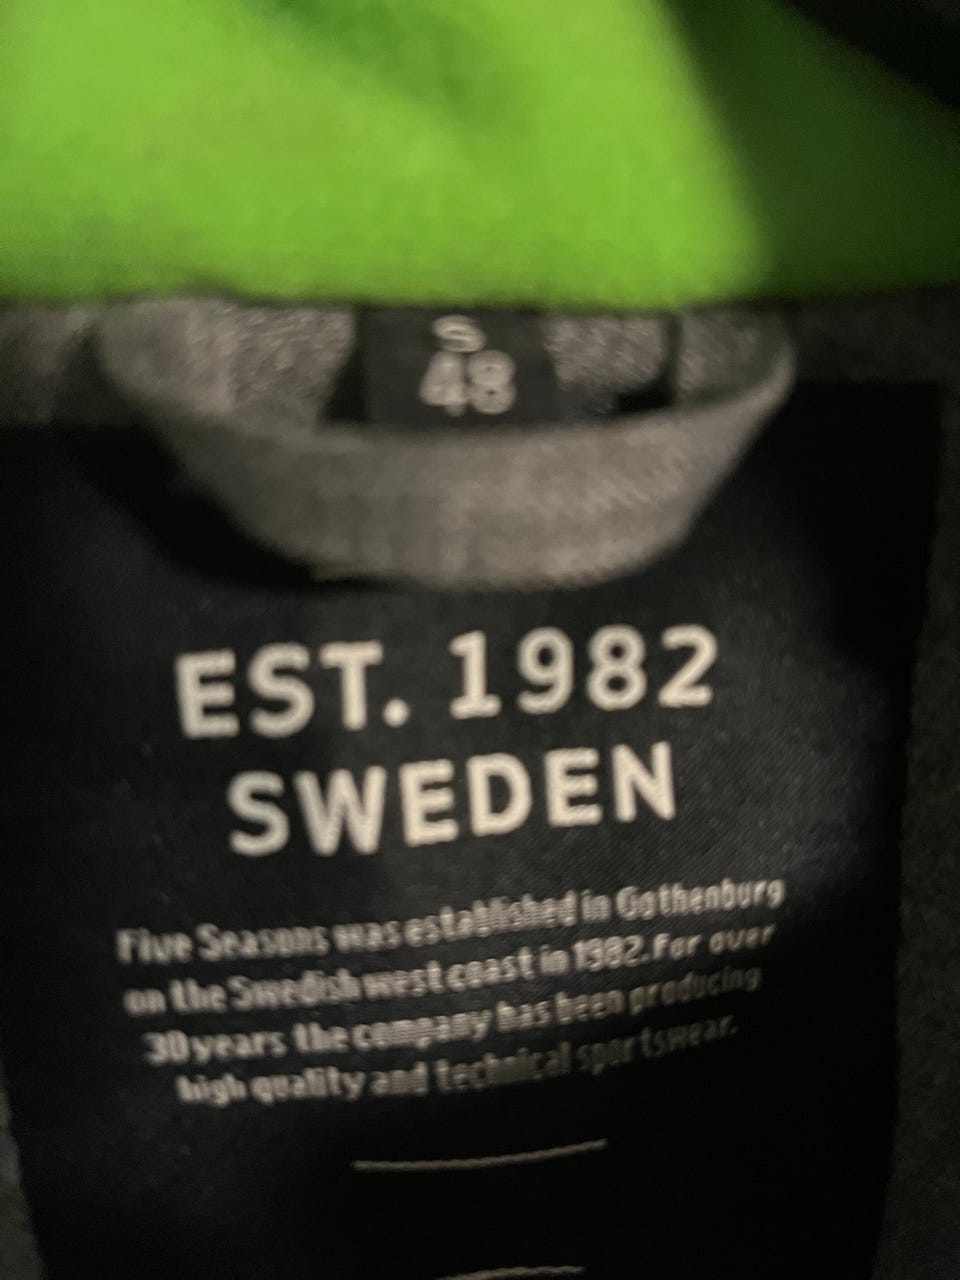 S
48
EST. 1982
SWEDEN
Five Seasons was established in Gothenburg
on the Swedish west coast in 1982. For over
30 years the company has been producing
high quality and technical sportswear.